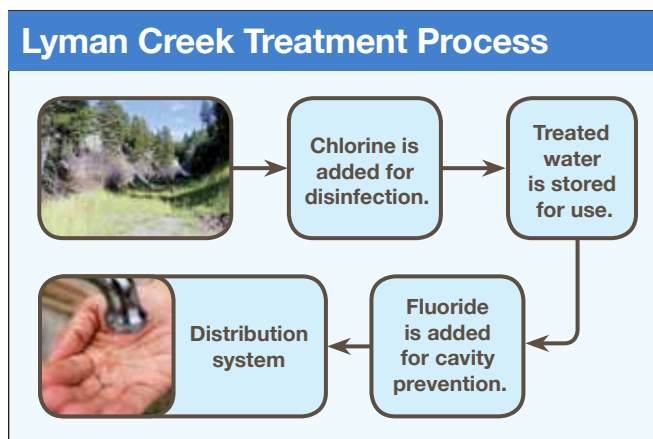 Lyman Creek Treatment Process
Chlorine is
added for
disinfection.
Treated
water
is stored
for use.
Fluoride
is added
for cavity
prevention.
Distribution
system